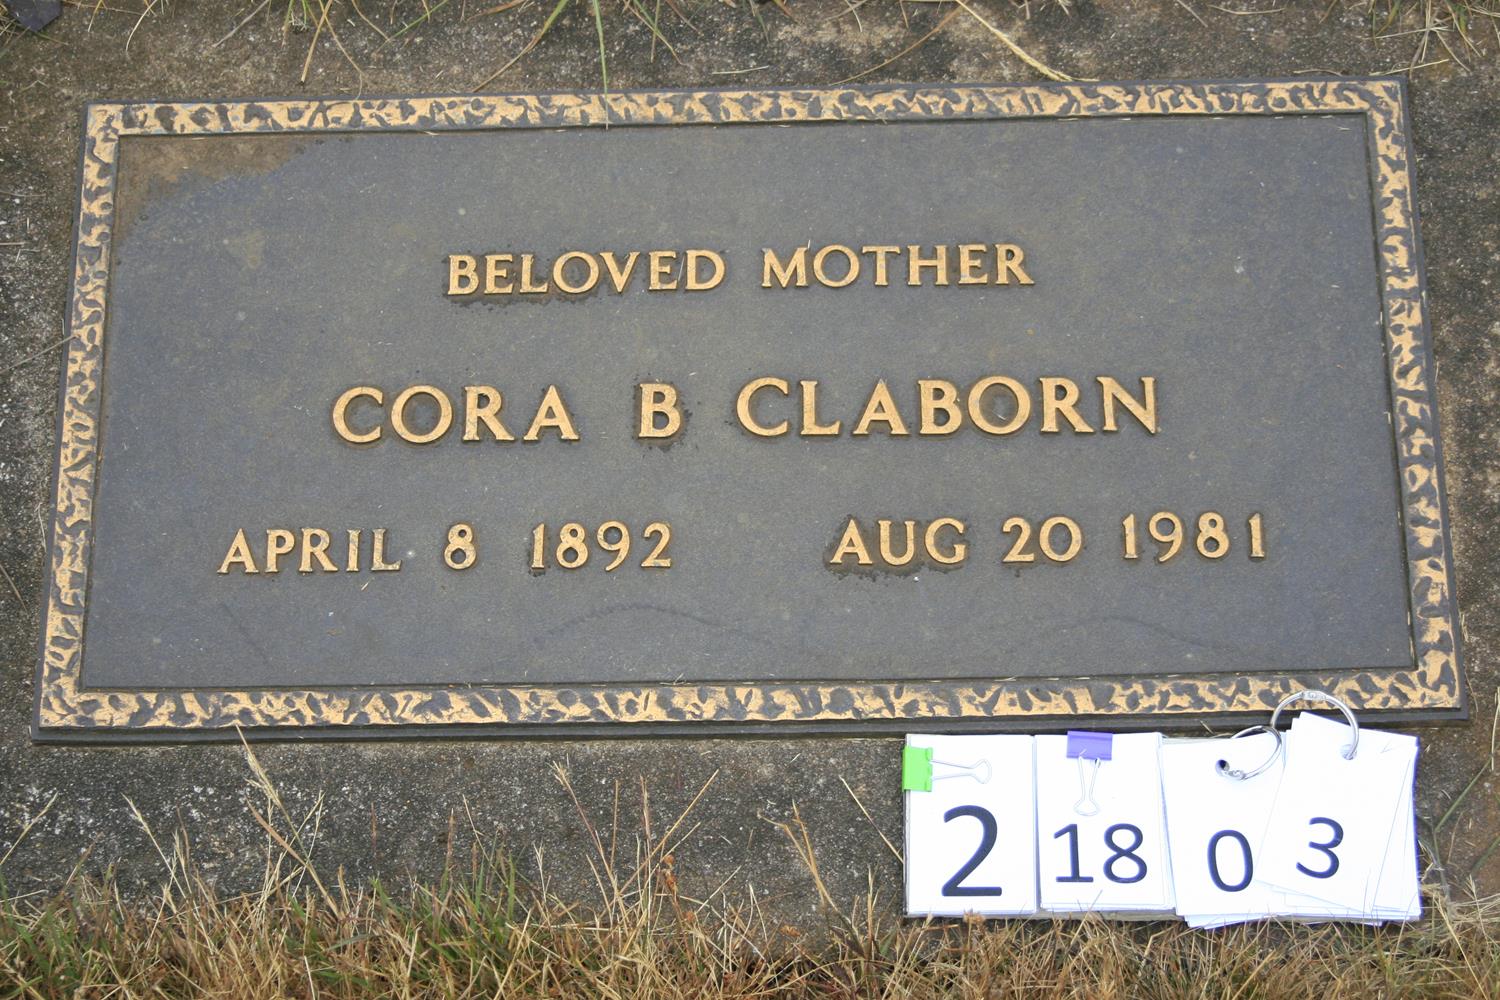 BELOVED MOTHER
CORA B CLABORN
APRIL 8 1892 AUG 20 1981
2 18 0 3